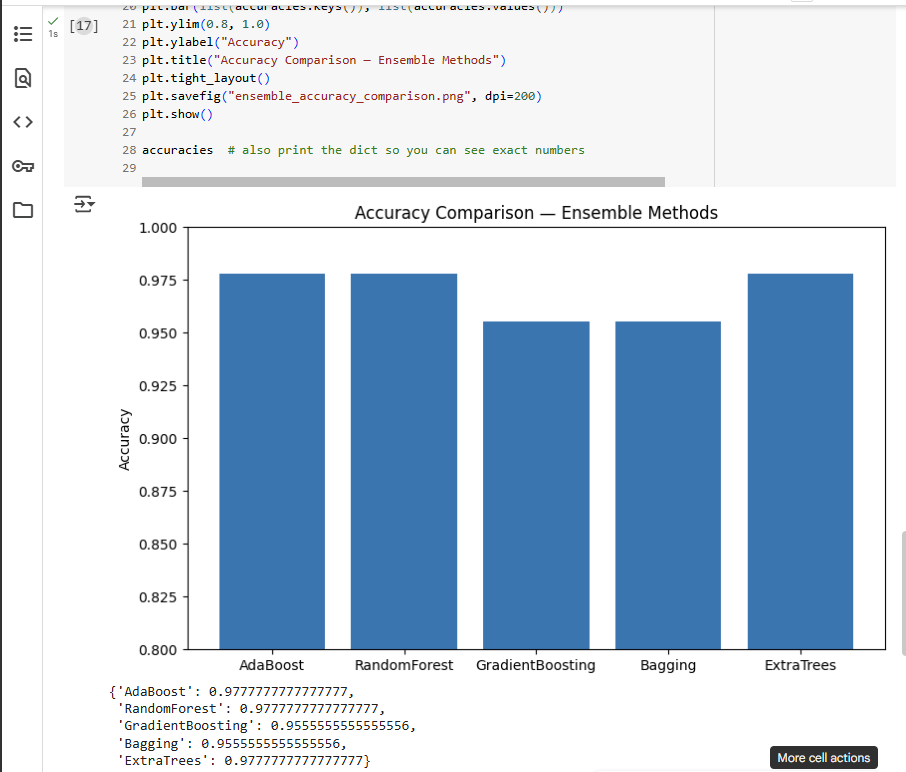 20 plt.bar(list(accuracies.keys()), list(accuracies.values()))
[17]
1s
21 plt.ylim(0.8, 1.0)
22 plt.ylabel("Accuracy")
23 plt.title("Accuracy Comparison — Ensemble Methods")
24 plt.tight_layout()
25 plt.savefig("ensemble_accuracy_comparison.png", dpi=200)
26 plt.show()
27
28 accuracies  # also print the dict so you can see exact numbers
29
Accuracy Comparison — Ensemble Methods
1.000
0.975
0.950
0.925
0.900
0.875
0.850
0.825
0.800
Accuracy
AdaBoost RandomForest GradientBoosting Bagging ExtraTrees
{'AdaBoost': 0.9777777777777777,
'RandomForest': 0.9777777777777777,
'GradientBoosting': 0.9555555555555556,
'Bagging': 0.9555555555555556,
'ExtraTrees': 0.9777777777777777}
More cell actions